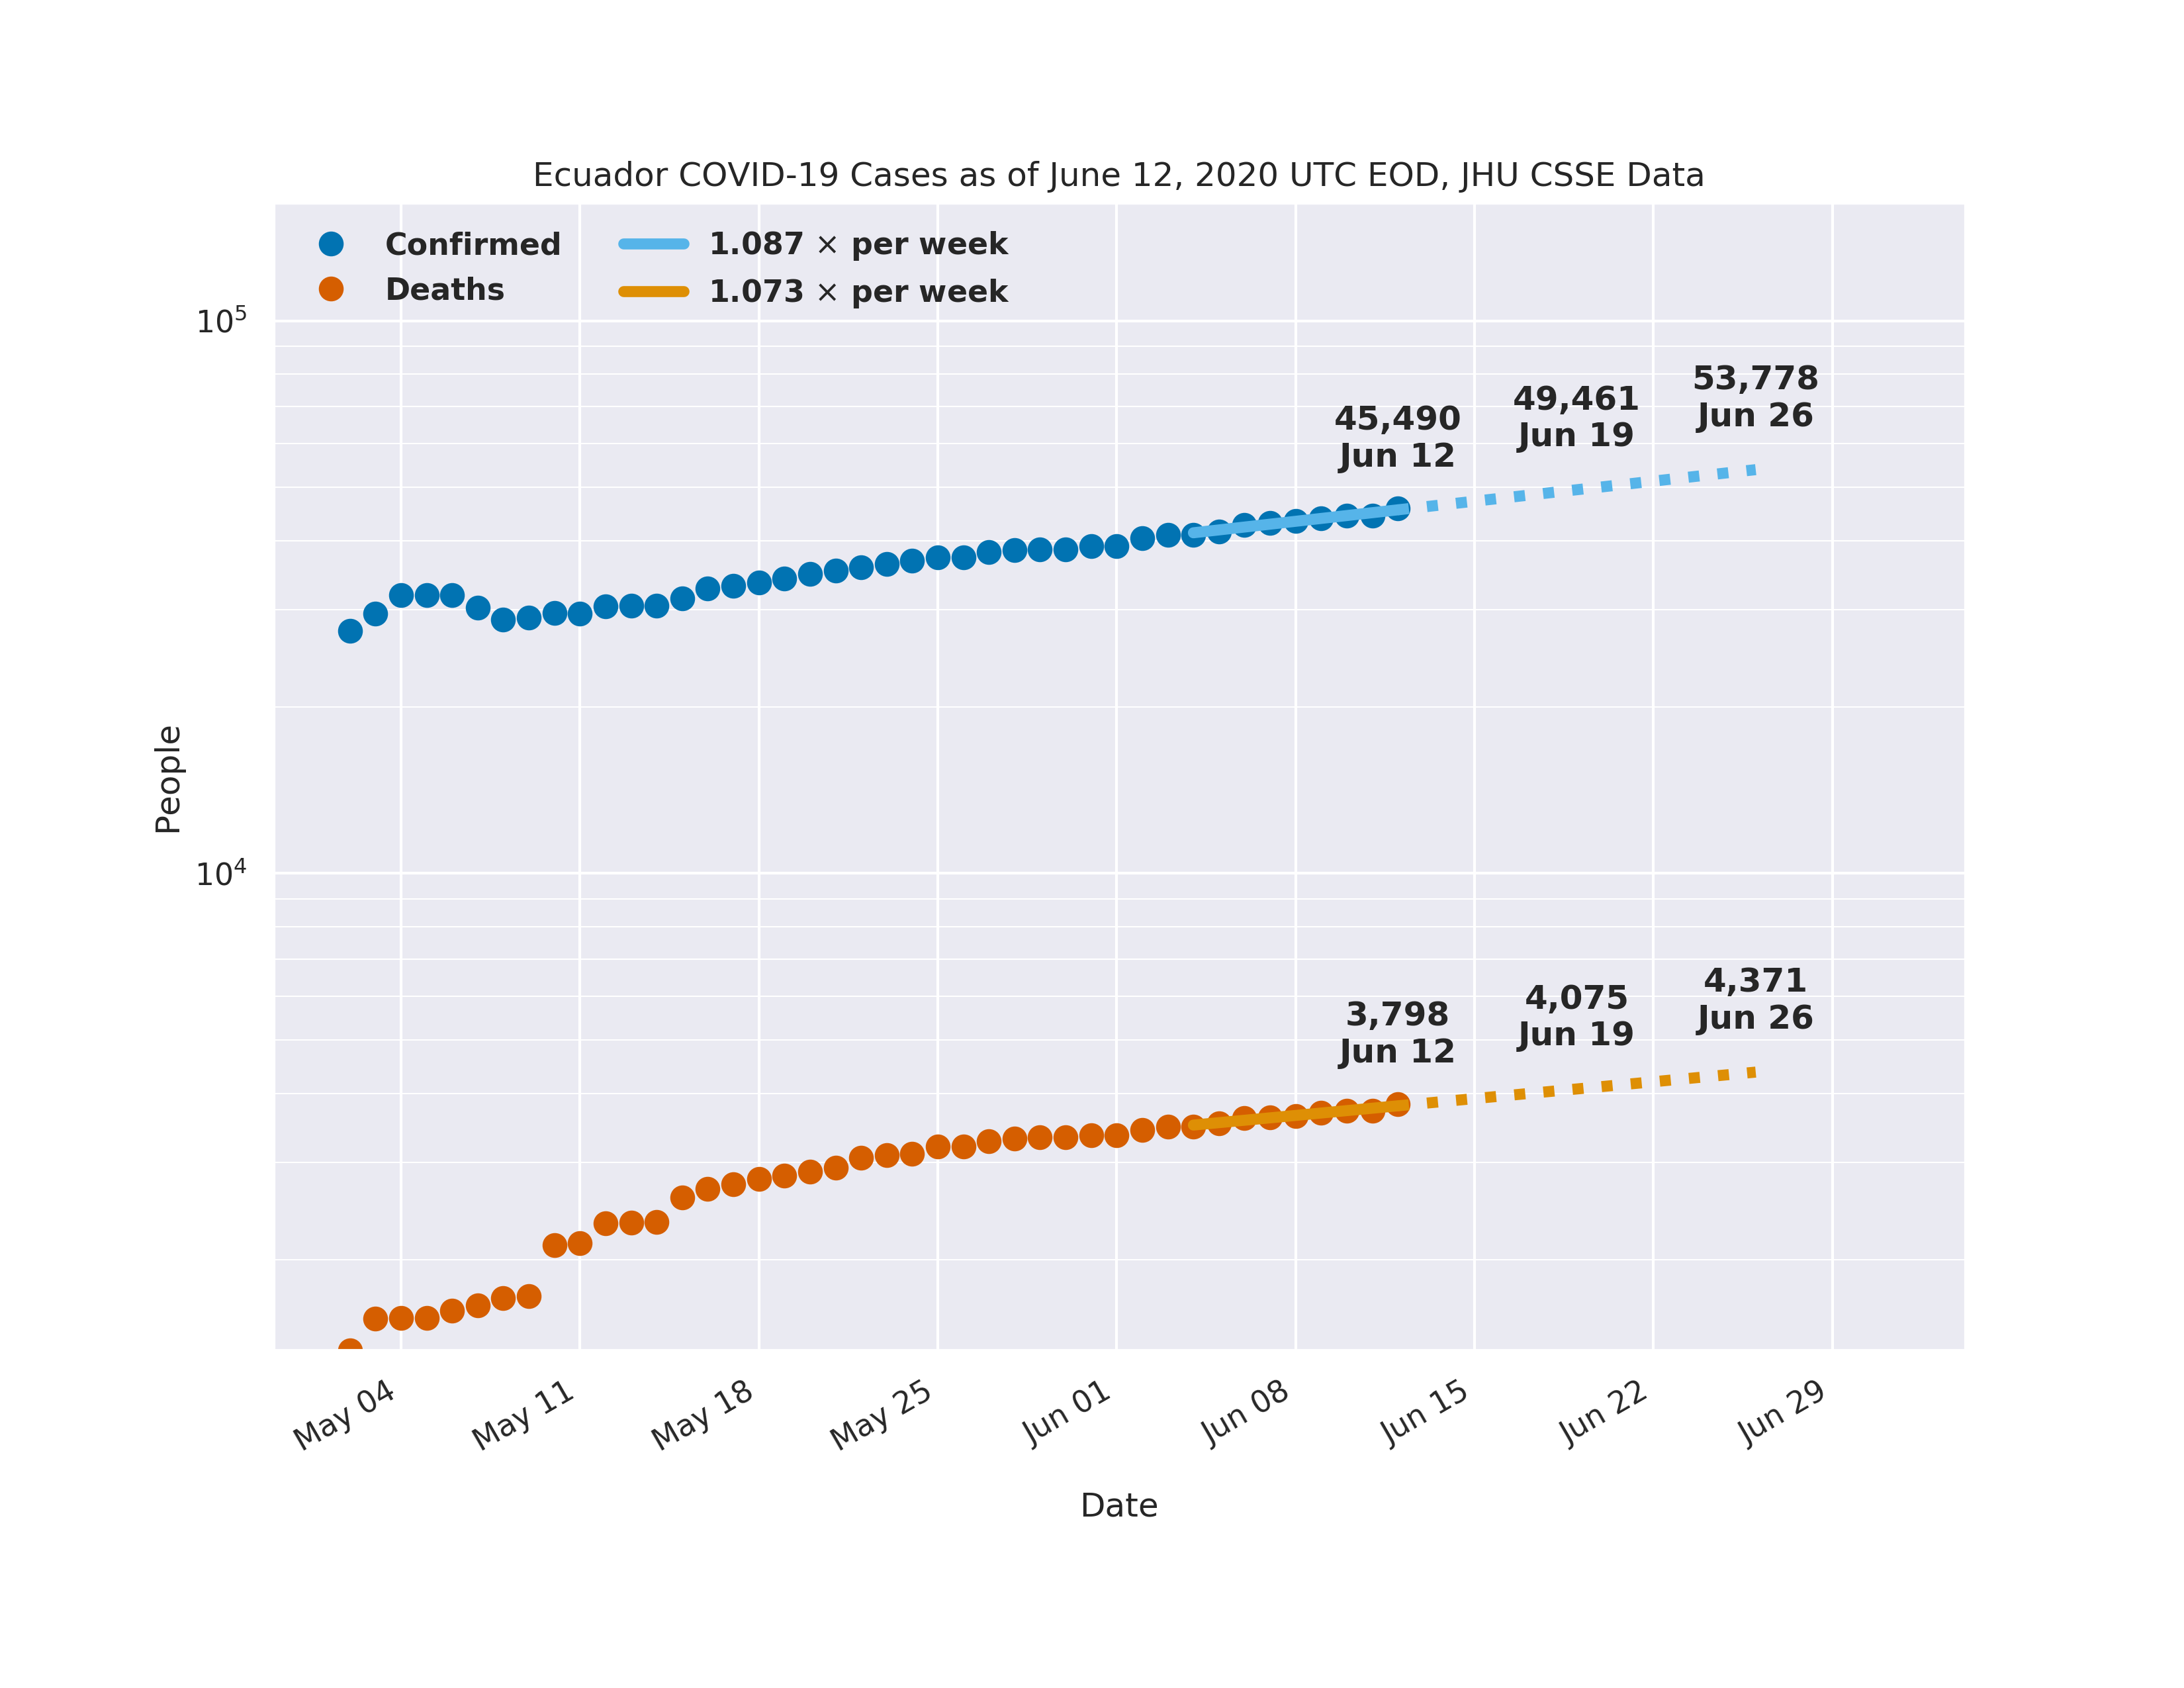 Ecuador COVID-19 Cases as of June 12, 2020 UTC EOD, JHU CSSE Data
Confirmed
Deaths
1.087 × per week
1.073 × per week
10⁵
10⁴
People
45,490
Jun 12
49,461
Jun 19
53,778
Jun 26
3,798
Jun 12
4,075
Jun 19
4,371
Jun 26
May 04
May 11
May 18
May 25
Jun 01
Jun 08
Jun 15
Jun 22
Jun 29
Date